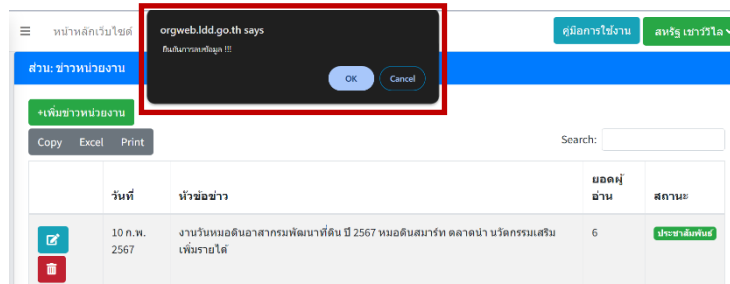 หน้าหลักเว็บไซต์
orgweb.ldd.go.th says
ยืนยันการลบข้อมูล !!!
OK Cancel
คู่มือการใช้งาน
สหรัฐ เชาว์วิไล
ส่วน: ข่าวหน่วยงาน
+เพิ่มข่าวหน่วยงาน
Copy Excel Print
Search:
วันที่ หัวข้อข่าว ยอดผู้อ่าน สถานะ
10 ก.พ. 2567 งานวันหมอดินอาสากรมพัฒนาที่ดิน ปี 2567 หมอดินสมาร์ท ตลาดนำ นวัตกรรมเสริม
เพิ่มรายได้ 6 ประชาสัมพันธ์